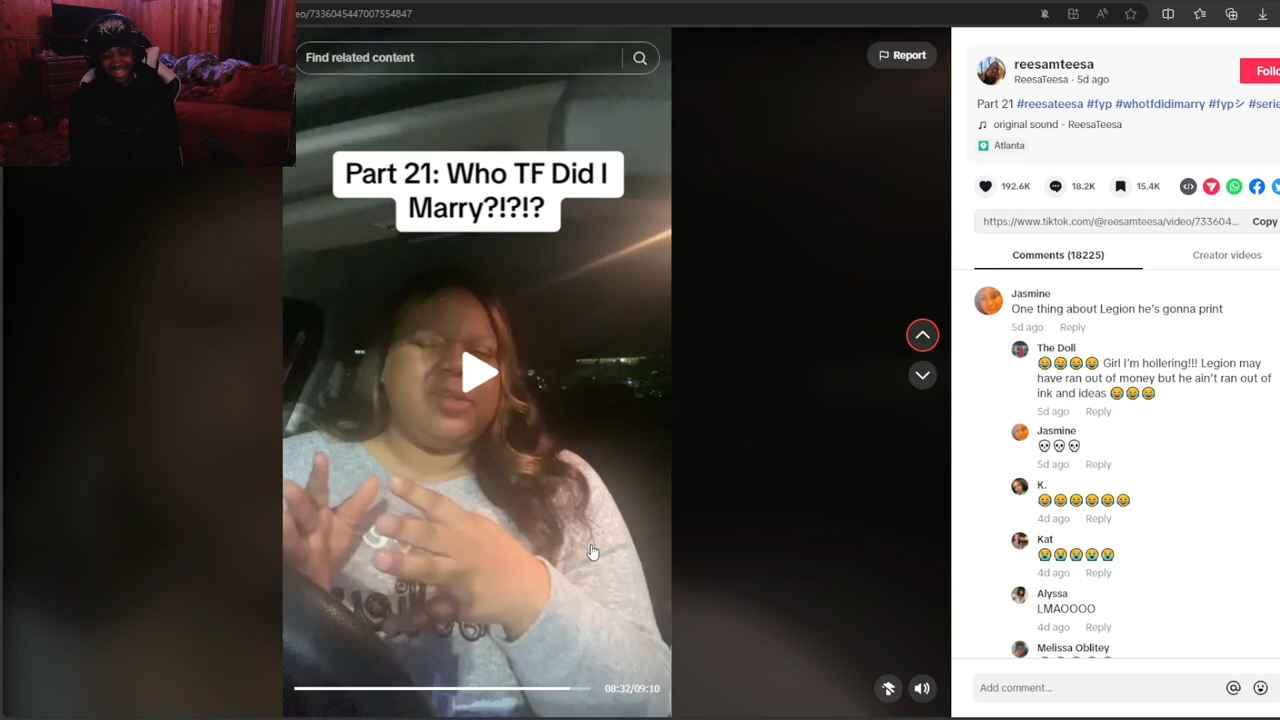 eo/7336045447007554847
Find related content
Report
Part 21: Who TF Did I
Marry?!?!?
08:32/09:10
reesamteesa
ReesaTeesa · 5d ago
Follo
Part 21 #reesateesa #fyp #whotfdidimarry #fypシ #serie
original sound - ReesaTeesa
Atlanta
192.6K 18.2K 15.4K
https://www.tiktok.com/@reesamteesa/video/733604... Copy
Comments (18225) Creator videos
Jasmine
One thing about Legion he's gonna print
5d ago Reply
The Doll
😂😂😂😂 Girl I'm hollering!!! Legion may
have ran out of money but he ain't ran out of
ink and ideas 😂😂😂
5d ago Reply
Jasmine
💀💀💀
5d ago Reply
K.
😂😂😂😂😂😂
4d ago Reply
Kat
😭😭😭😭😭
4d ago Reply
Alyssa
LMAOOOO
4d ago Reply
Melissa Oblitey
Add comment...